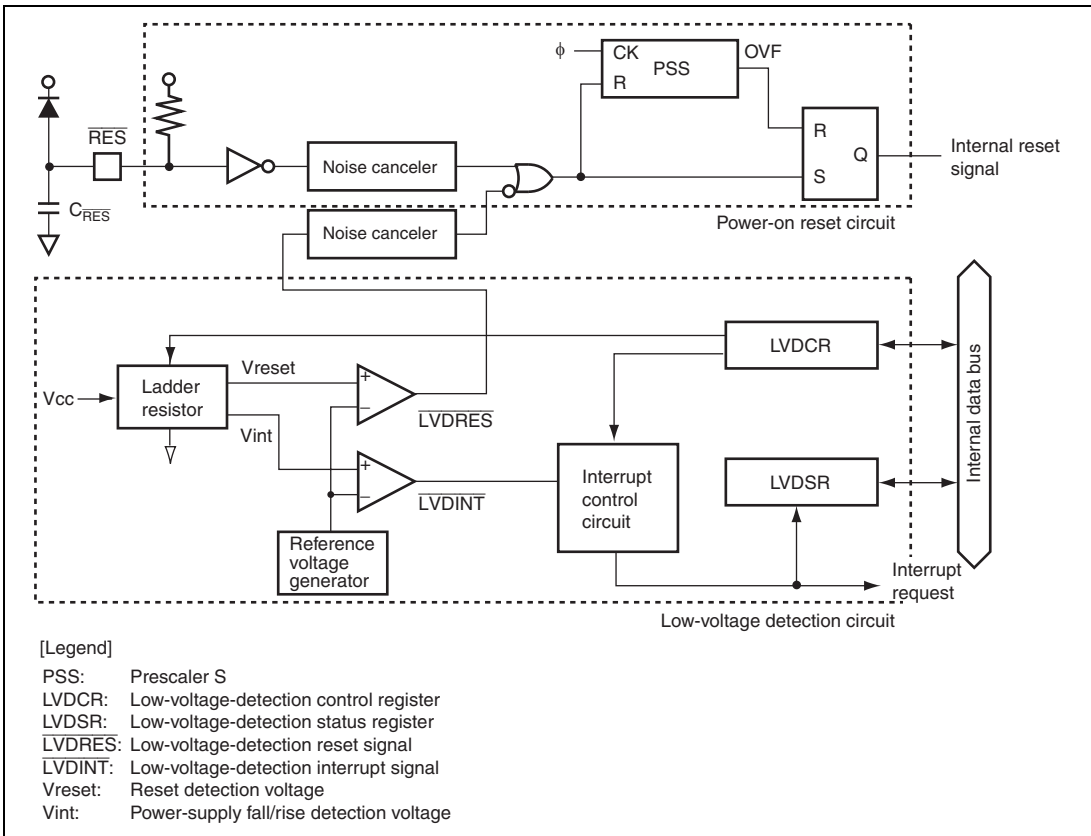 ϕ
CK
PSS
R
OVF
R
Q
S
Internal reset
signal
RES
CRES
Noise canceler
Noise canceler
Power-on reset circuit
Vcc
Ladder
resistor
Vreset
Vint
+
−
LVDRES
+
−
LVDINT
Reference
voltage
generator
Interrupt
control
circuit
LVDCR
LVDSR
Internal data bus
Interrupt
request
Low-voltage detection circuit
[Legend]
PSS: Prescaler S
LVDCR: Low-voltage-detection control register
LVDSR: Low-voltage-detection status register
LVDRES: Low-voltage-detection reset signal
LVDINT: Low-voltage-detection interrupt signal
Vreset: Reset detection voltage
Vint: Power-supply fall/rise detection voltage